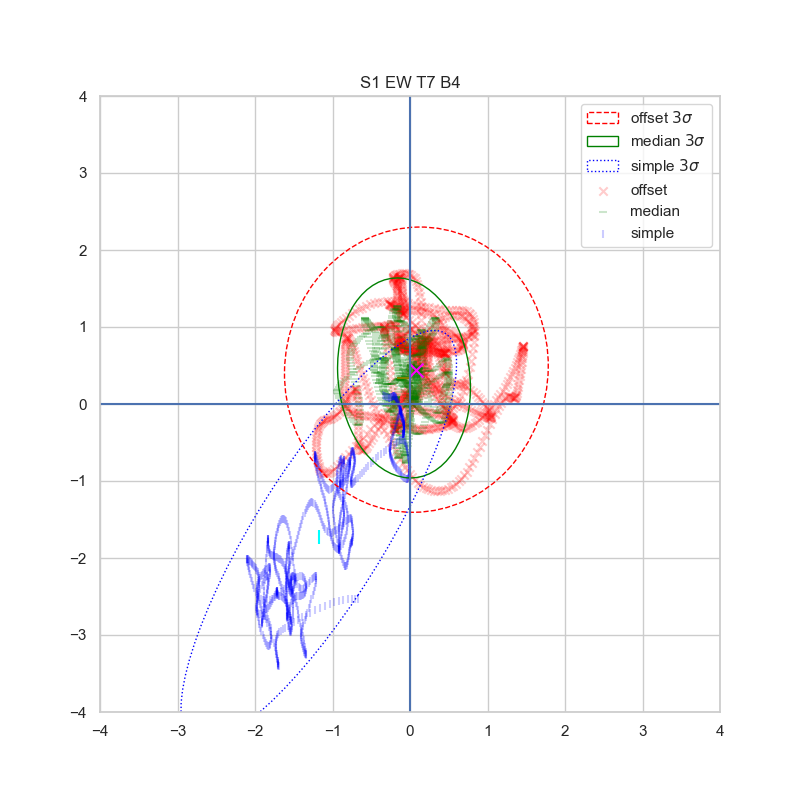 S1 EW T7 B4
offset 3σ
median 3σ
simple 3σ
offset
median
simple
4
3
2
1
0
−1
−2
−3
−4
−4 −3 −2 −1 0 1 2 3 4